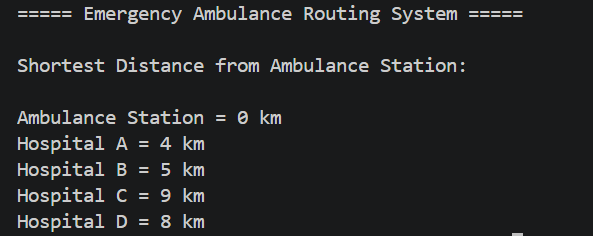 ===== Emergency Ambulance Routing System =====
Shortest Distance from Ambulance Station:
Ambulance Station = 0 km
Hospital A = 4 km
Hospital B = 5 km
Hospital C = 9 km
Hospital D = 8 km